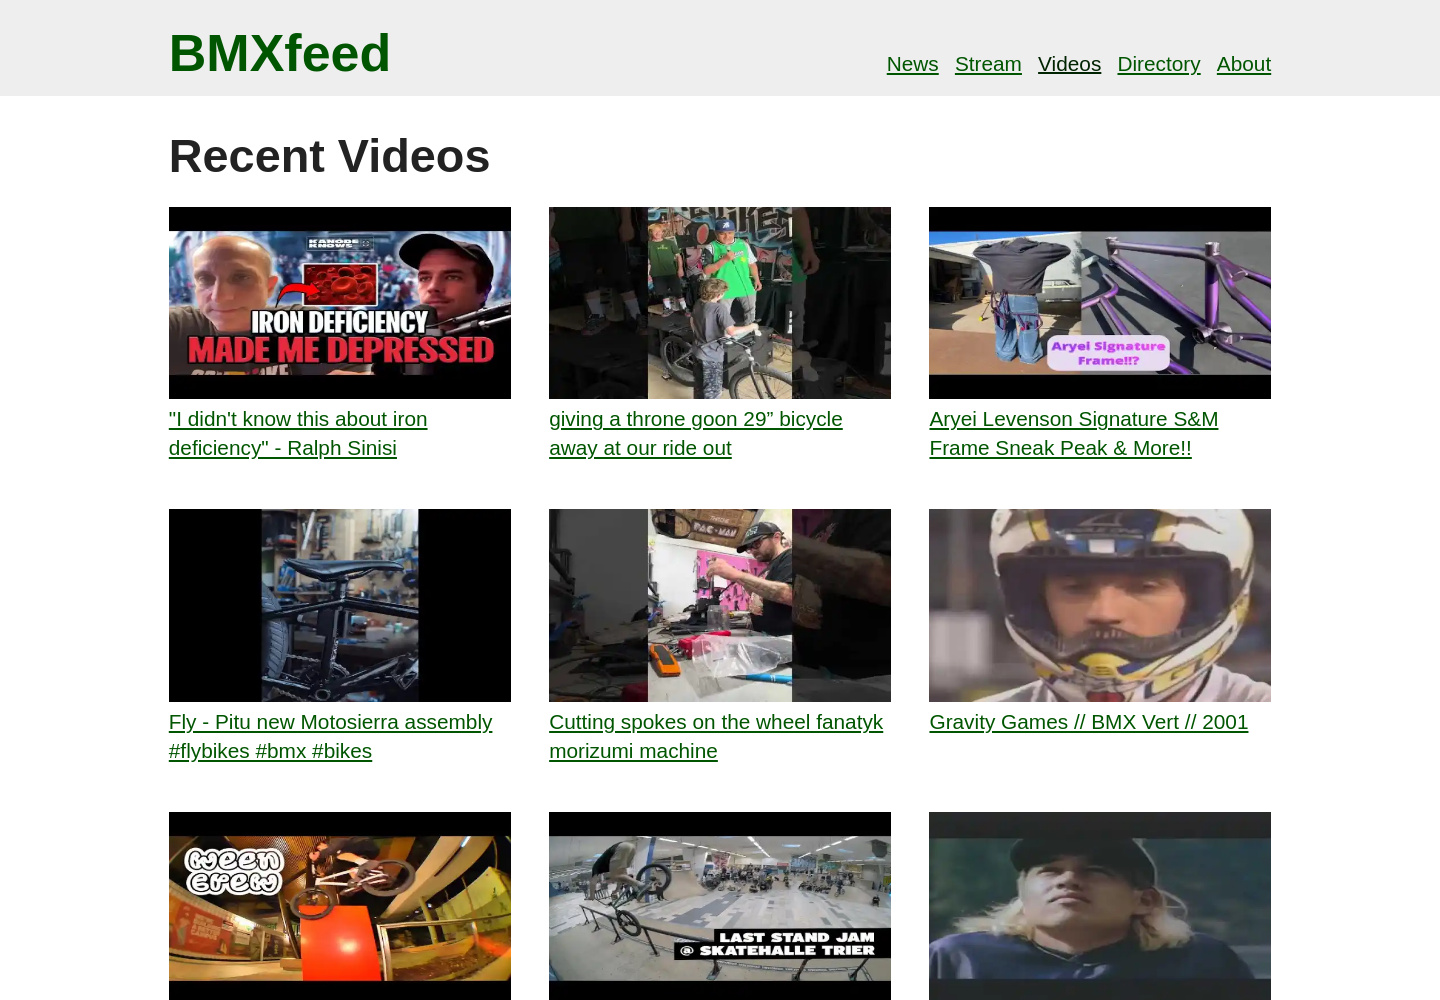 BMXfeed
News Stream Videos Directory About
Recent Videos
KANODE
KNOWS
IRON DEFICIENCY
MADE ME DEPRESSED
Aryei Signature
Frame!!?
"I didn't know this about iron
deficiency" - Ralph Sinisi
giving a throne goon 29” bicycle
away at our ride out
Aryei Levenson Signature S&M
Frame Sneak Peak & More!!
PAC-MAN
Fly - Pitu new Motosierra assembly
#flybikes #bmx #bikes
Cutting spokes on the wheel fanatyk
morizumi machine
Gravity Games // BMX Vert // 2001
Ween
Crew
LAST STAND JAM
@ SKATEHALLE TRIER